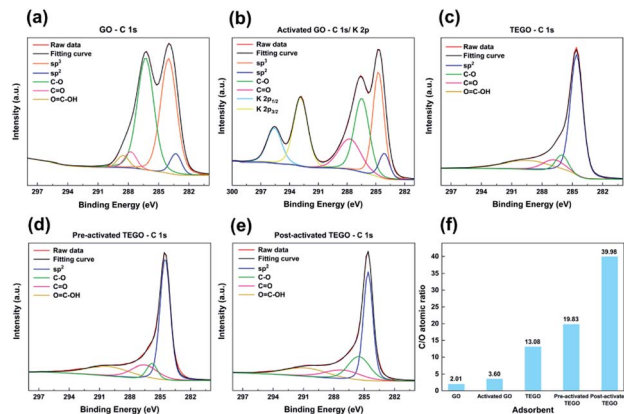 (a)
GO - C 1s
Raw data
Fitting curve
sp³
sp²
C-O
C=O
O=C-OH
Intensity (a.u.)
297 294 291 288 285 282
Binding Energy (eV)
(b)
Activated GO - C 1s/ K 2p
Raw data
Fitting curve
sp³
sp²
C-O
C=O
K 2p1/2
K 2p3/2
Intensity (a.u.)
300 297 294 291 288 285 282
Binding Energy (eV)
(c)
TEGO - C 1s
Raw data
Fitting curve
sp²
C-O
C=O
O=C-OH
Intensity (a.u.)
297 294 291 288 285 282
Binding Energy (eV)
(d)
Pre-activated TEGO - C 1s
Raw data
Fitting curve
sp²
C-O
C=O
O=C-OH
Intensity (a.u.)
297 294 291 288 285 282
Binding Energy (eV)
(e)
Post-activated TEGO - C 1s
Raw data
Fitting curve
sp²
C-O
C=O
O=C-OH
Intensity (a.u.)
297 294 291 288 285 282
Binding Energy (eV)
(f)
C/O atomic ratio
40
35
30
25
20
15
10
5
0
2.01
3.60
13.08
19.83
39.98
GO
Activated GO
TEGO
Pre-activated
TEGO
Post-activated
TEGO
Adsorbent